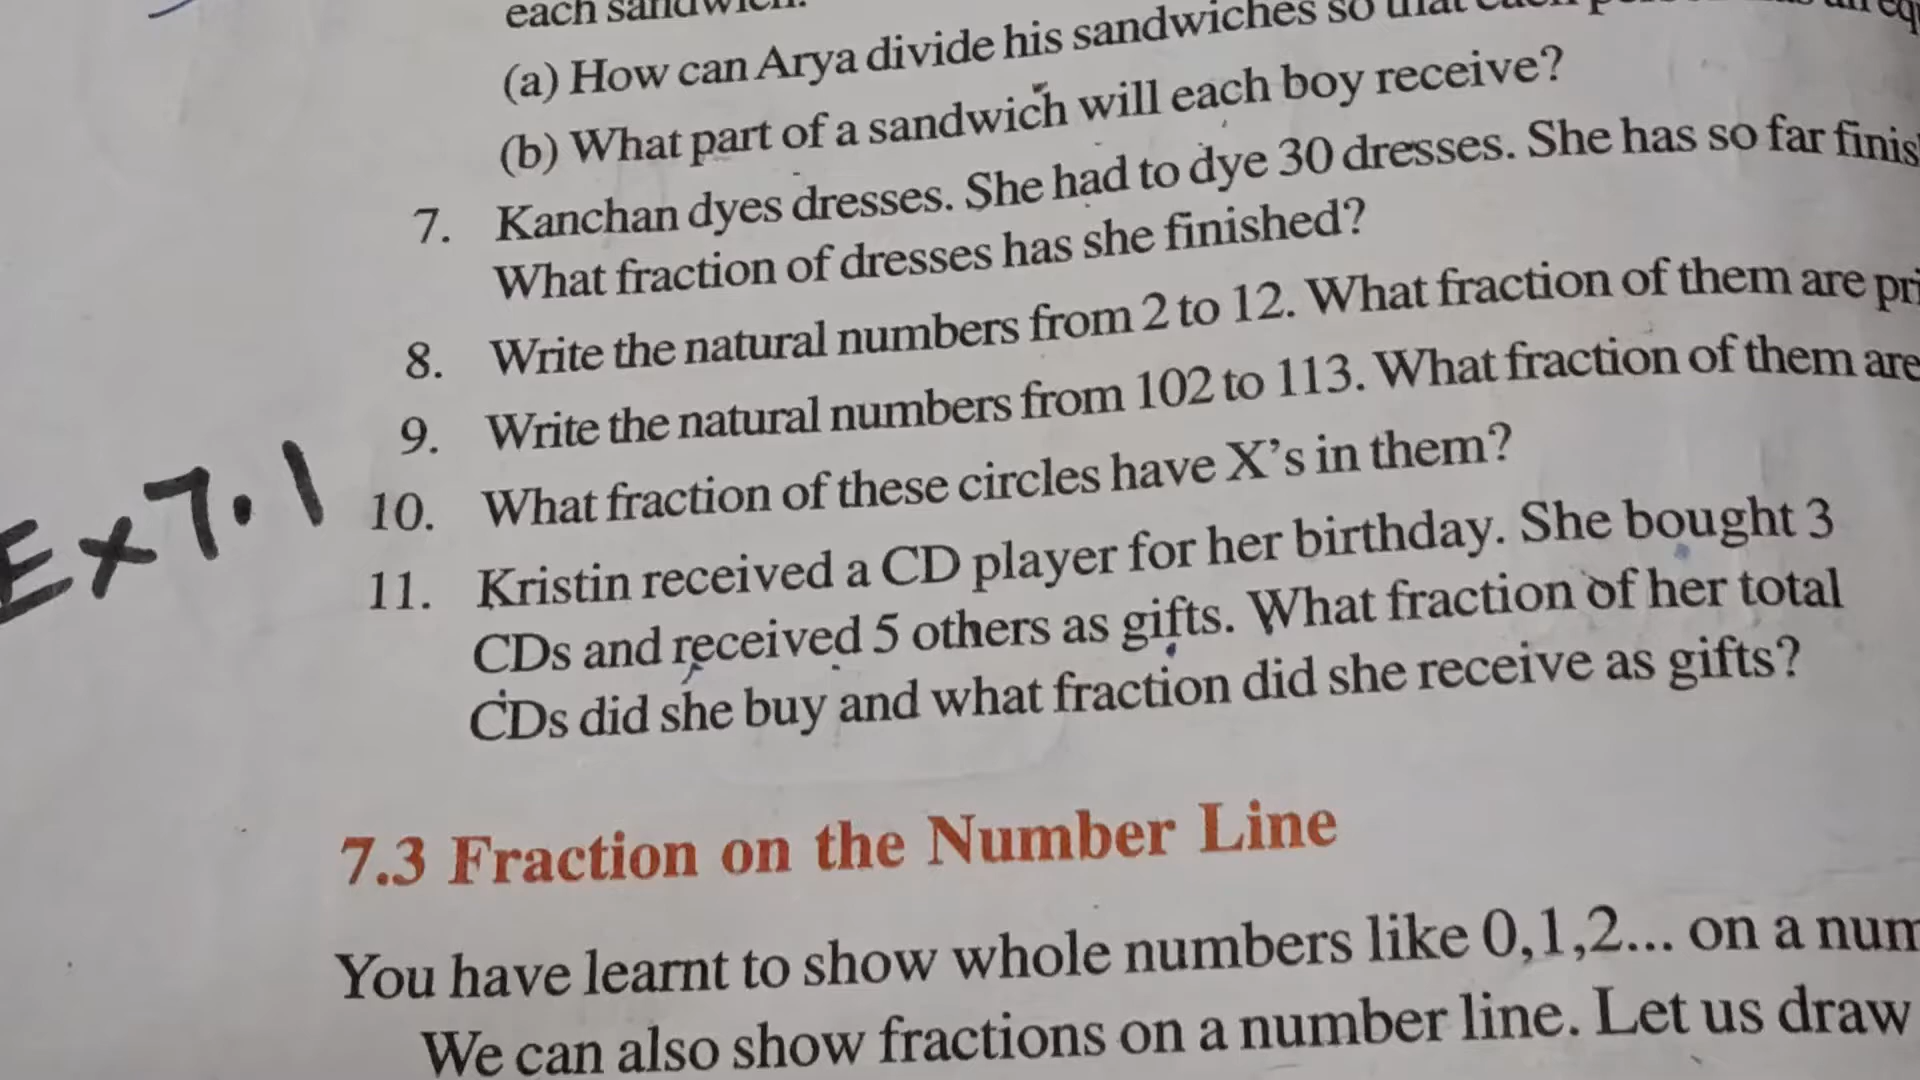 each sandwich.
(a) How can Arya divide his sandwiches so that each
(b) What part of a sandwich will each boy receive?
7. Kanchan dyes dresses. She had to dye 30 dresses. She has so far finis
What fraction of dresses has she finished?
8. Write the natural numbers from 2 to 12. What fraction of them are pri
9. Write the natural numbers from 102 to 113. What fraction of them are
Ex 7.1
10. What fraction of these circles have X's in them?
11. Kristin received a CD player for her birthday. She bought 3
CDs and received 5 others as gifts. What fraction of her total
CDs did she buy and what fraction did she receive as gifts?
7.3 Fraction on the Number Line
You have learnt to show whole numbers like 0,1,2... on a num
We can also show fractions on a number line. Let us draw